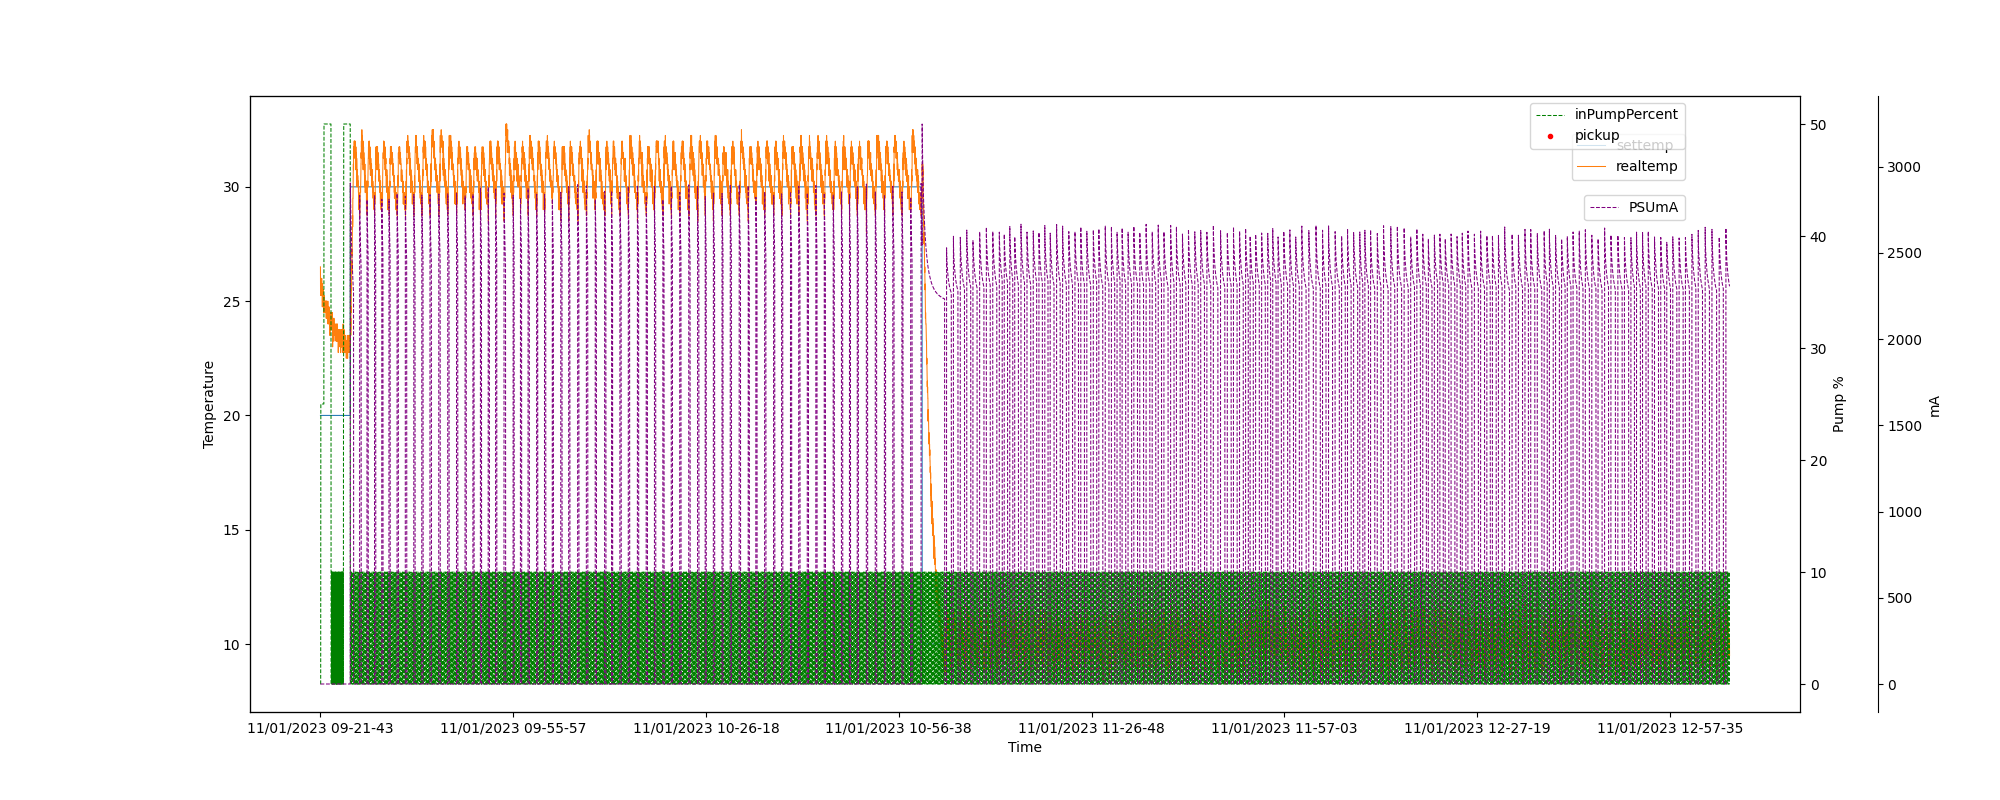 inPumpPercent
pickup
settemp
realtemp
PSUmA
Temperature
30
25
20
15
10
50
40
30
20
10
0
Pump %
3000
2500
2000
1500
1000
500
0
mA
11/01/2023 09-21-43
11/01/2023 09-55-57
11/01/2023 10-26-18
11/01/2023 10-56-38
11/01/2023 11-26-48
11/01/2023 11-57-03
11/01/2023 12-27-19
11/01/2023 12-57-35
Time